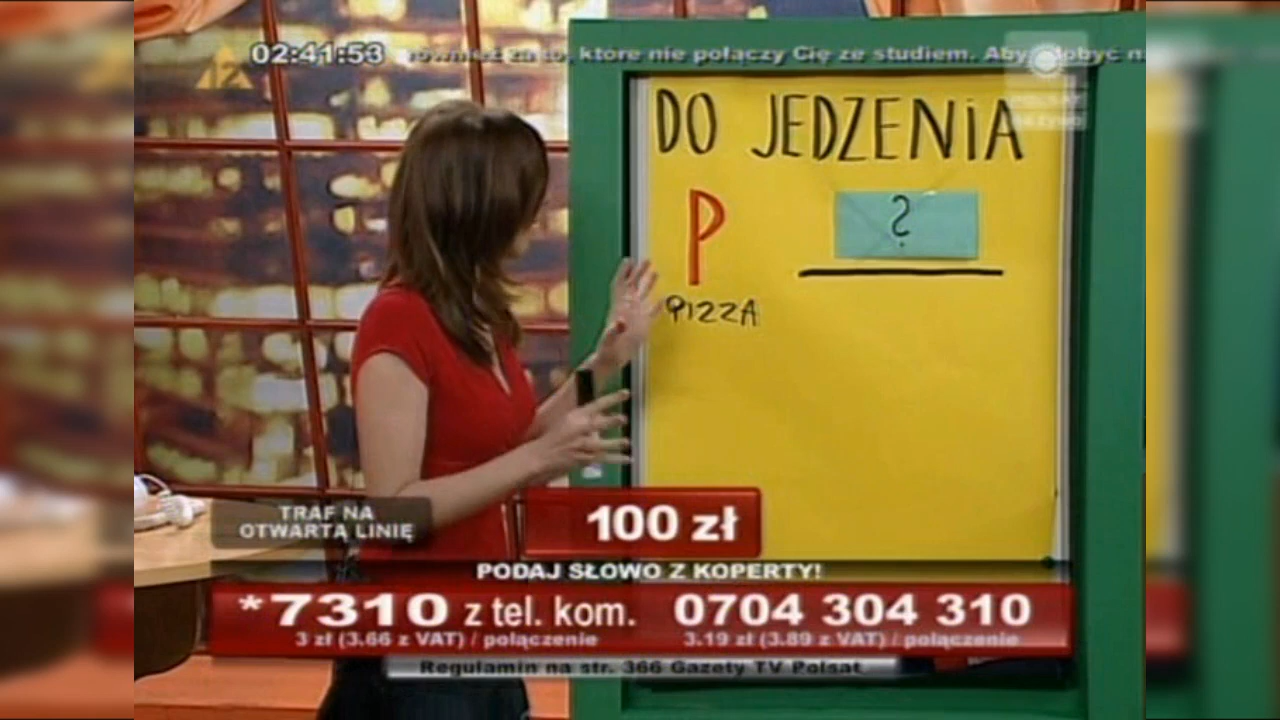 02:41:53
również za to, które nie połączy Cię ze studiem. Aby
12
DO JEDZENIA
P
?
PIZZA
TRAF NA
OTWARTĄ LINIĘ
100 zł
PODAJ SŁOWO Z KOPERTY!
*7310 z tel. kom.
0704 304 310
3 zł (3.66 z VAT) / połączenie
3.19 zł (3.89 z VAT) / połączenie
Regulamin na str. 366 Gazety TV Polsat